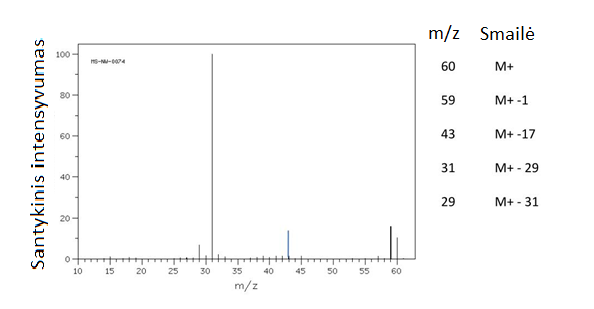 m/z Smailė
60 M+
59 M+ -1
43 M+ -17
31 M+ - 29
29 M+ - 31
Santykinis intensyvumas
MS-NW-0074
100
80
60
40
20
0
10 15 20 25 30 35 40 45 50 55 60
m/z